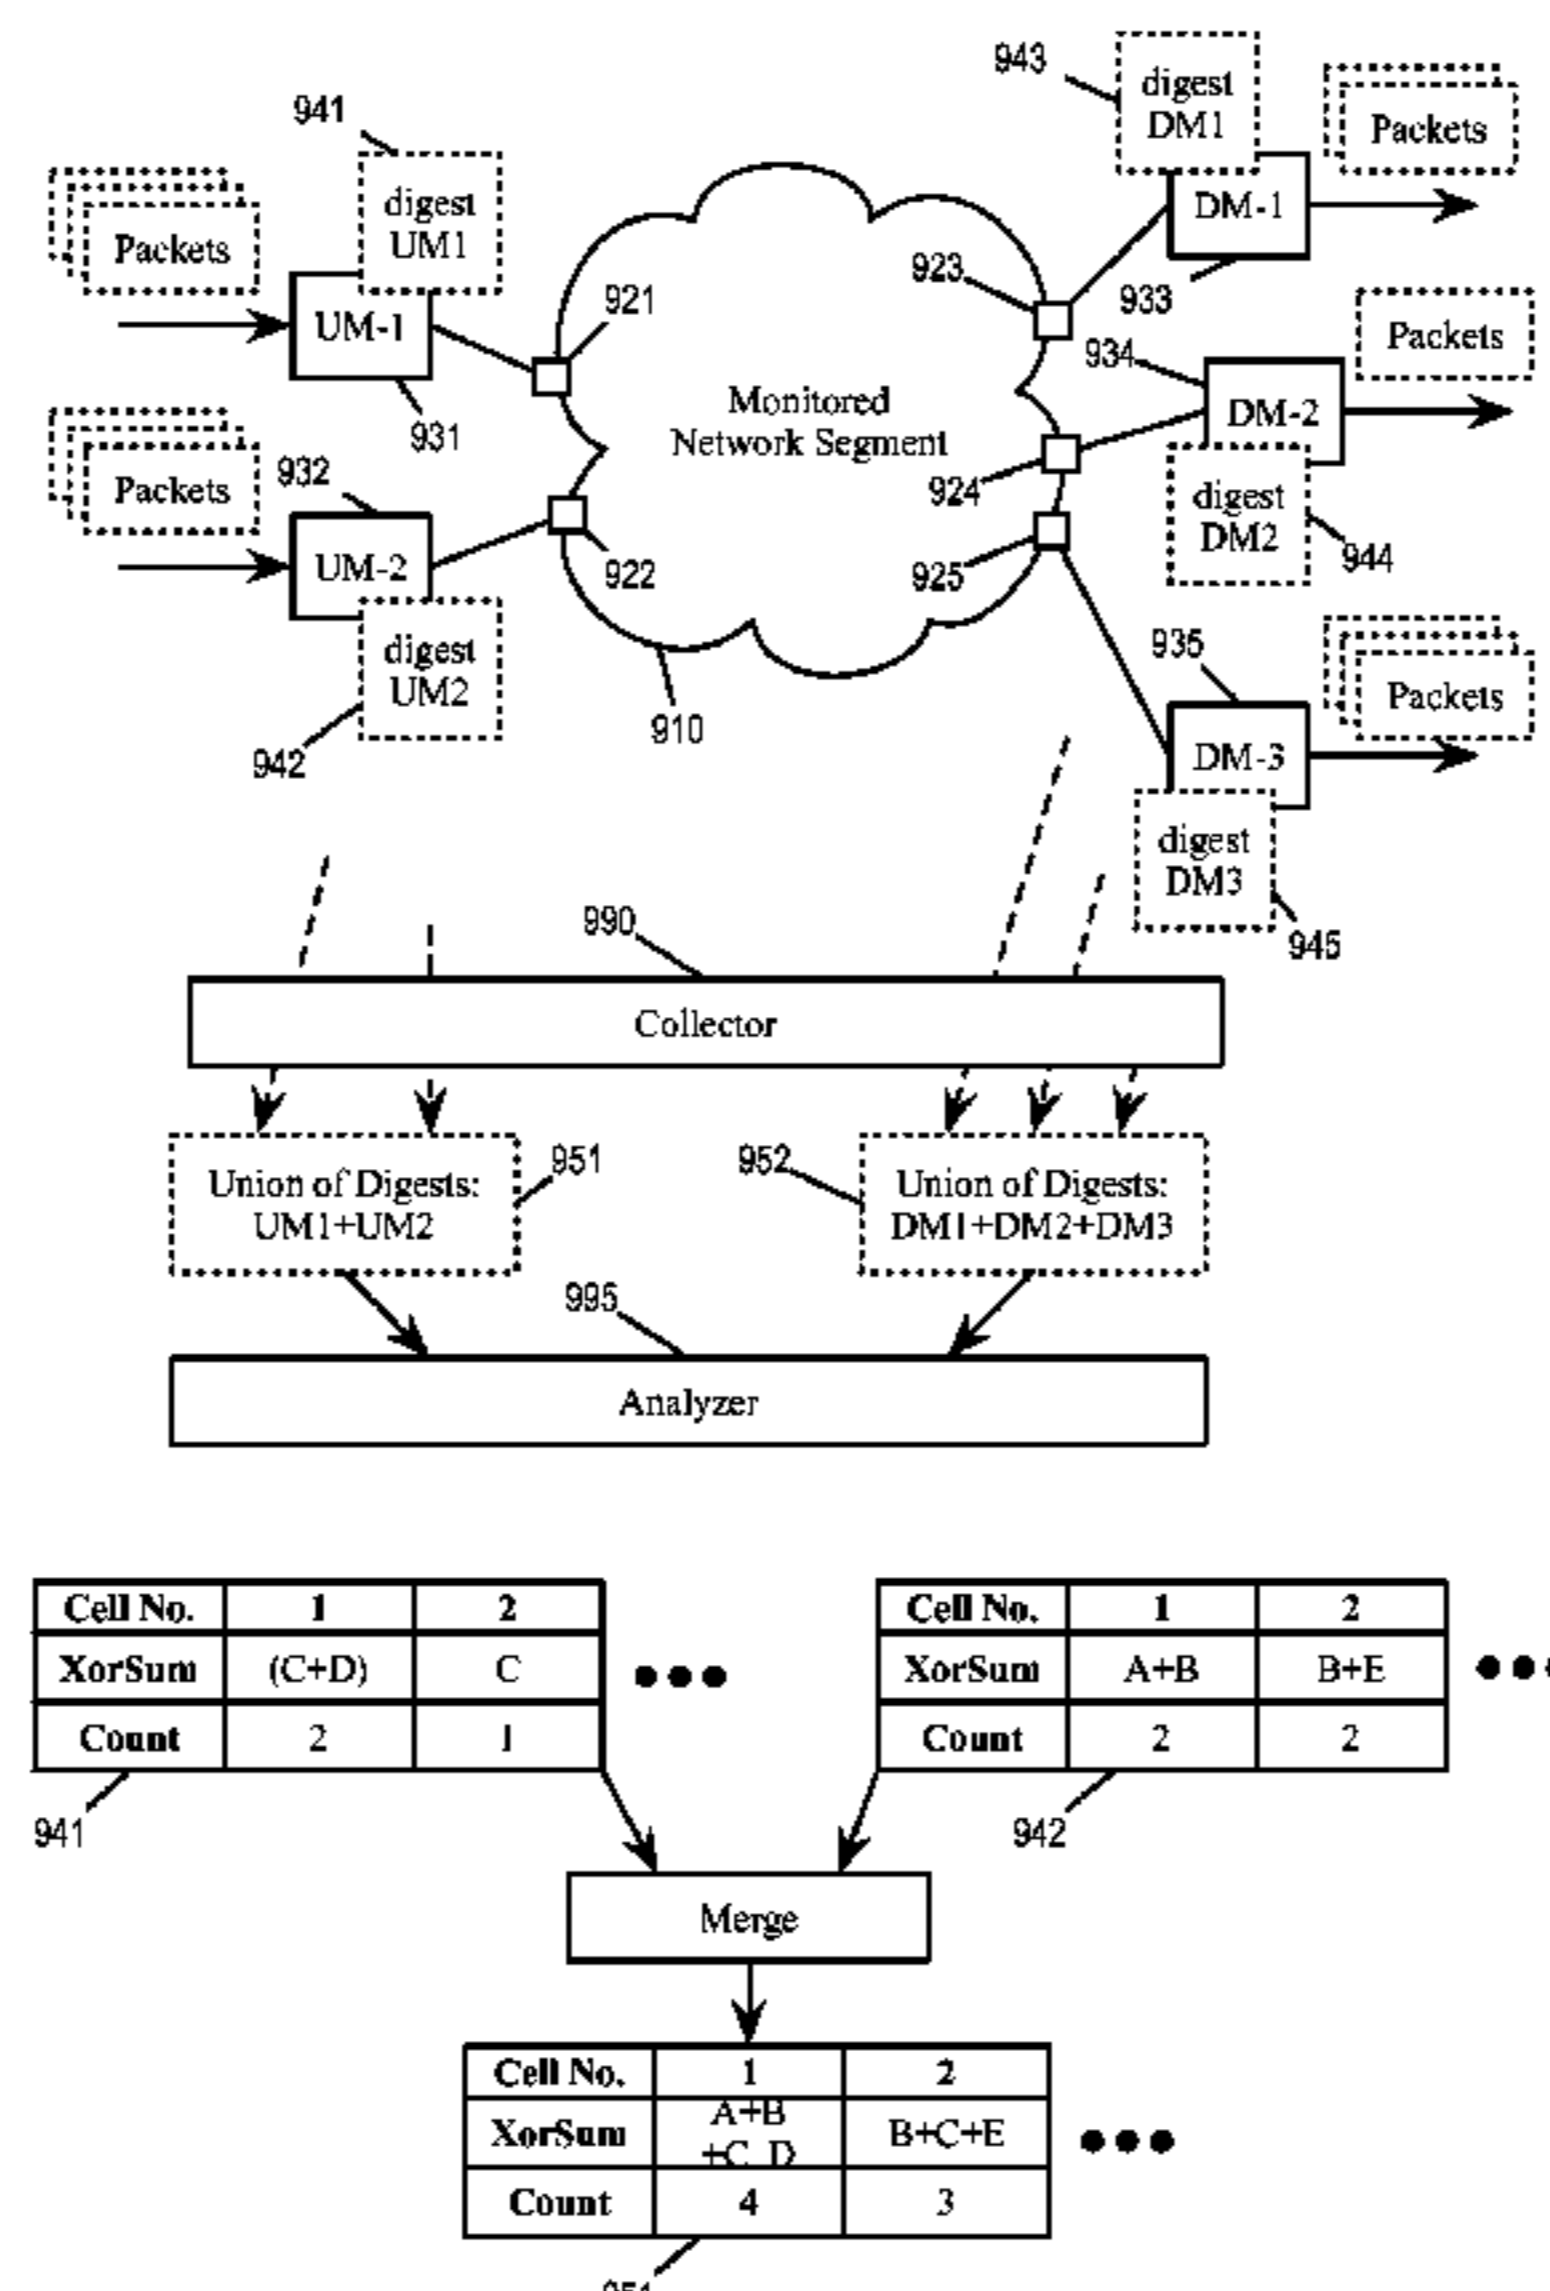 943
digest
DM1
Packets
941
digest
UM1
Packets
DM-1
923
933
921
UM-1
Packets
934
Monitored
Network Segment
DM-2
931
932
Packets
924
digest
DM2
944
UM-2
922
925
digest
UM2
935
Packets
910
942
DM-3
digest
DM3
990
945
Collector
Union of Digests:
UM1+UM2
951
952
Union of Digests:
DM1+DM2+DM3
995
Analyzer
Cell No. 1 2
XorSum (C+D) C
Count 2 1
941
Cell No. 1 2
XorSum A+B B+E
Count 2 2
942
Merge
Cell No. 1 2
XorSum A+B +C D B+C+E
Count 4 3
951